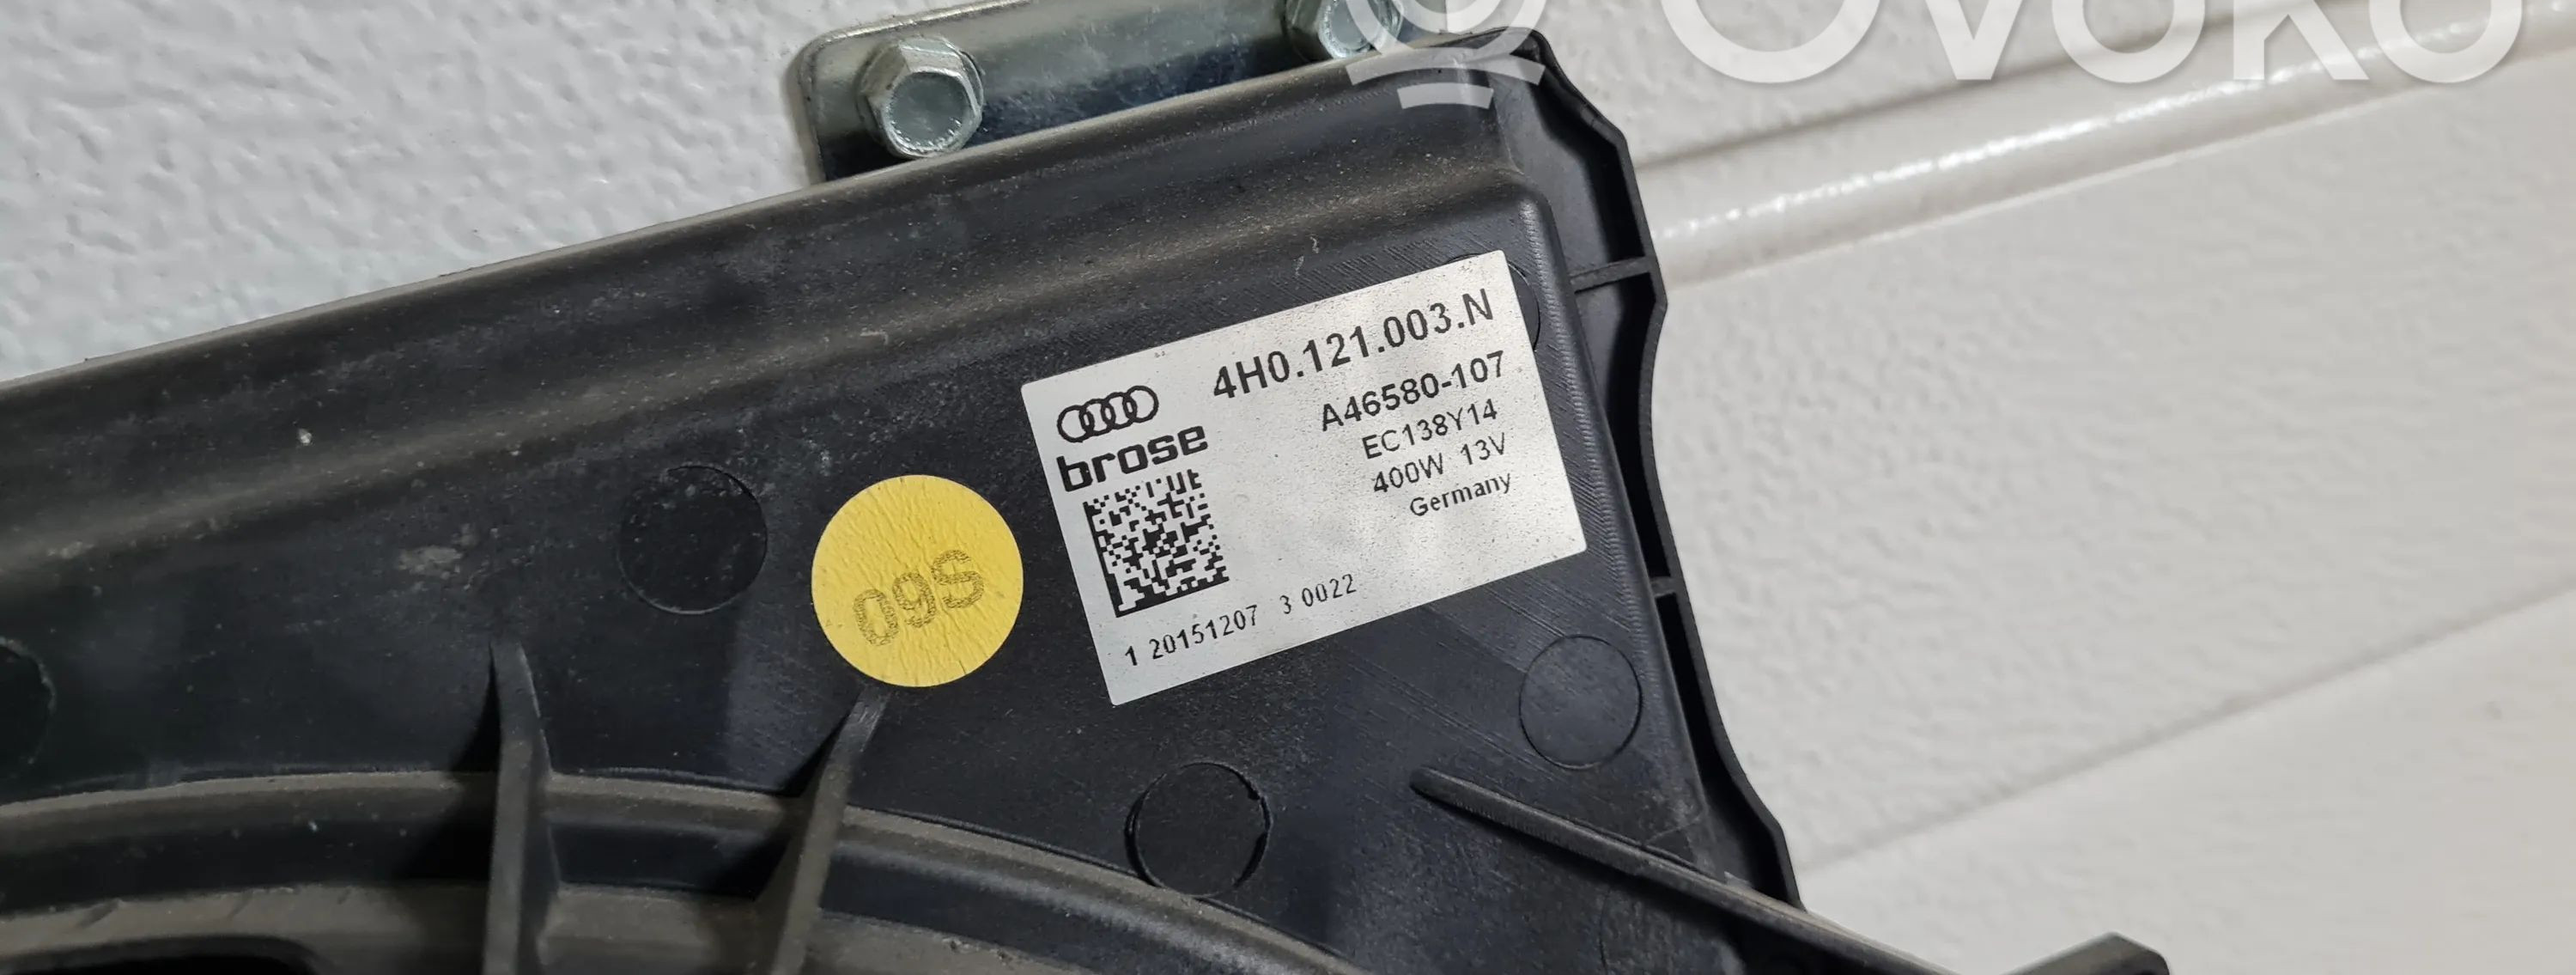 OVOKO
4H0.121.003.N
A46580-107
brose
EC138Y14
400W 13V
Germany
1 20151207 3 0022
09S